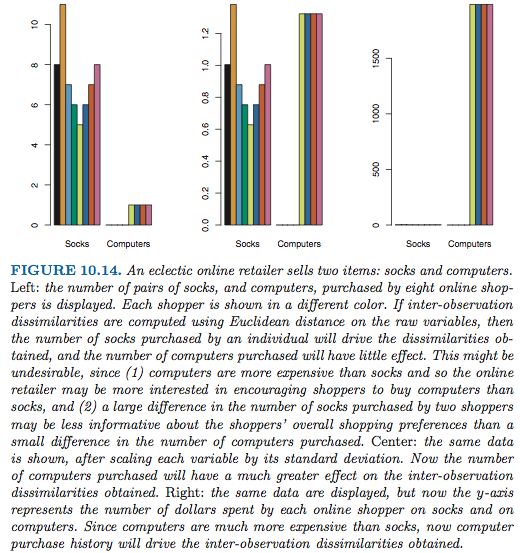 0 2 4 6 8 10
0.0 0.2 0.4 0.6 0.8 1.0 1.2
0 500 1000 1500
Socks Computers
Socks Computers
Socks Computers
FIGURE 10.14. An eclectic online retailer sells two items: socks and computers.
Left: the number of pairs of socks, and computers, purchased by eight online shop-
pers is displayed. Each shopper is shown in a different color. If inter-observation
dissimilarities are computed using Euclidean distance on the raw variables, then
the number of socks purchased by an individual will drive the dissimilarities ob-
tained, and the number of computers purchased will have little effect. This might be
undesirable, since (1) computers are more expensive than socks and so the online
retailer may be more interested in encouraging shoppers to buy computers than
socks, and (2) a large difference in the number of socks purchased by two shoppers
may be less informative about the shoppers' overall shopping preferences than a
small difference in the number of computers purchased. Center: the same data
is shown, after scaling each variable by its standard deviation. Now the number
of computers purchased will have a much greater effect on the inter-observation
dissimilarities obtained. Right: the same data are displayed, but now the y-axis
represents the number of dollars spent by each online shopper on socks and on
computers. Since computers are much more expensive than socks, now computer
purchase history will drive the inter-observation dissimilarities obtained.